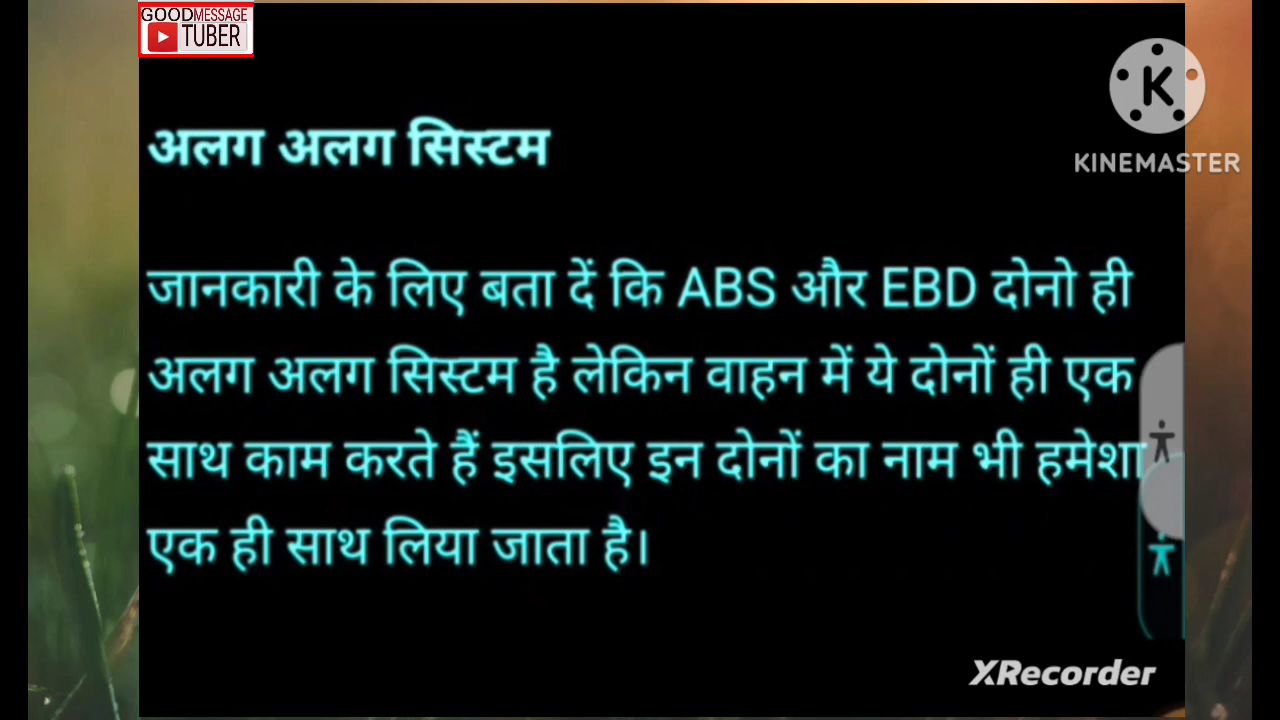 GOODMESSAGE
TUBER
KINEMASTER
अलग अलग सिस्टम
जानकारी के लिए बता दें कि ABS और EBD दोनो ही
अलग अलग सिस्टम है लेकिन वाहन में ये दोनों ही एक
साथ काम करते हैं इसलिए इन दोनों का नाम भी हमेशा
एक ही साथ लिया जाता है।
XRecorder